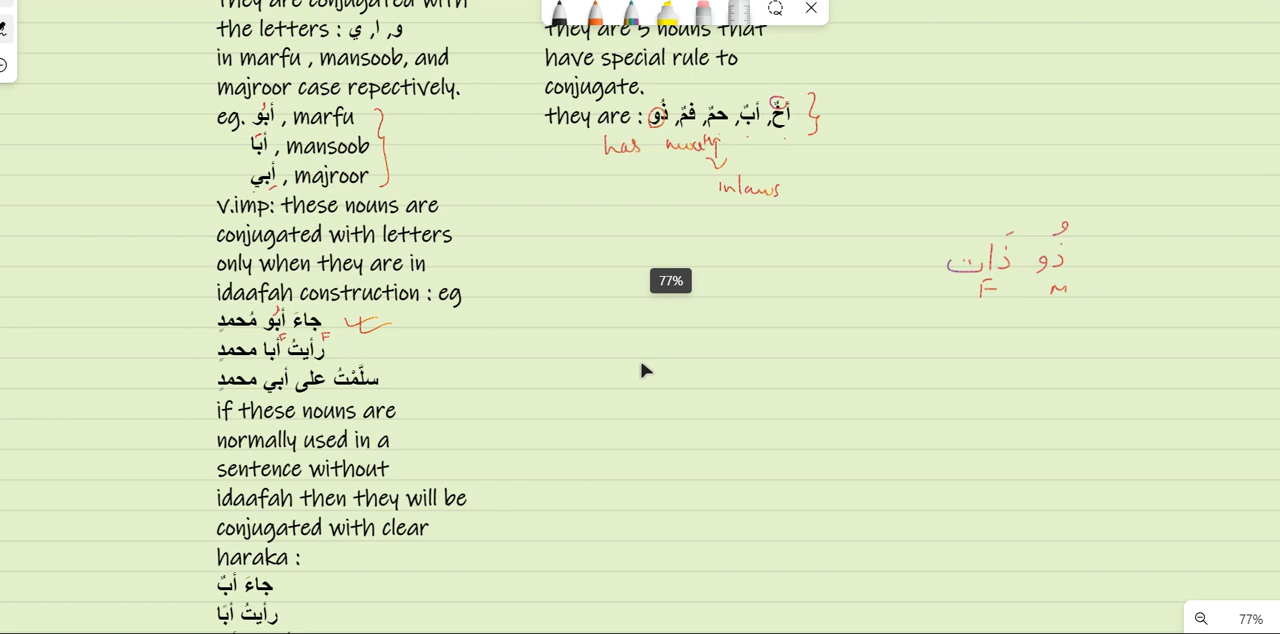 they are conjugated with
the letters : و, ا, ي
in marfu , mansoob, and
majroor case repectively.
eg. أبُو , marfu
أبَا , mansoob
أبي , majroor
v.imp: these nouns are
conjugated with letters
only when they are in
idaafah construction : eg
جاءَ أبُو مُحمدٍ
رأيتُ أبا محمدٍ
F F
سلَّمْتُ على أبي محمدٍ
if these nouns are
normally used in a
sentence without
idaafah then they will be
conjugated with clear
haraka :
جاءَ أبٌ
رأيتُ أبًا
they are 5 nouns that
have special rule to
conjugate.
they are : أخٌ, أبٌ, حمٌ, فمٌ, ذُو
has
inlaws
ذُو ذَات
F M
77%
77%